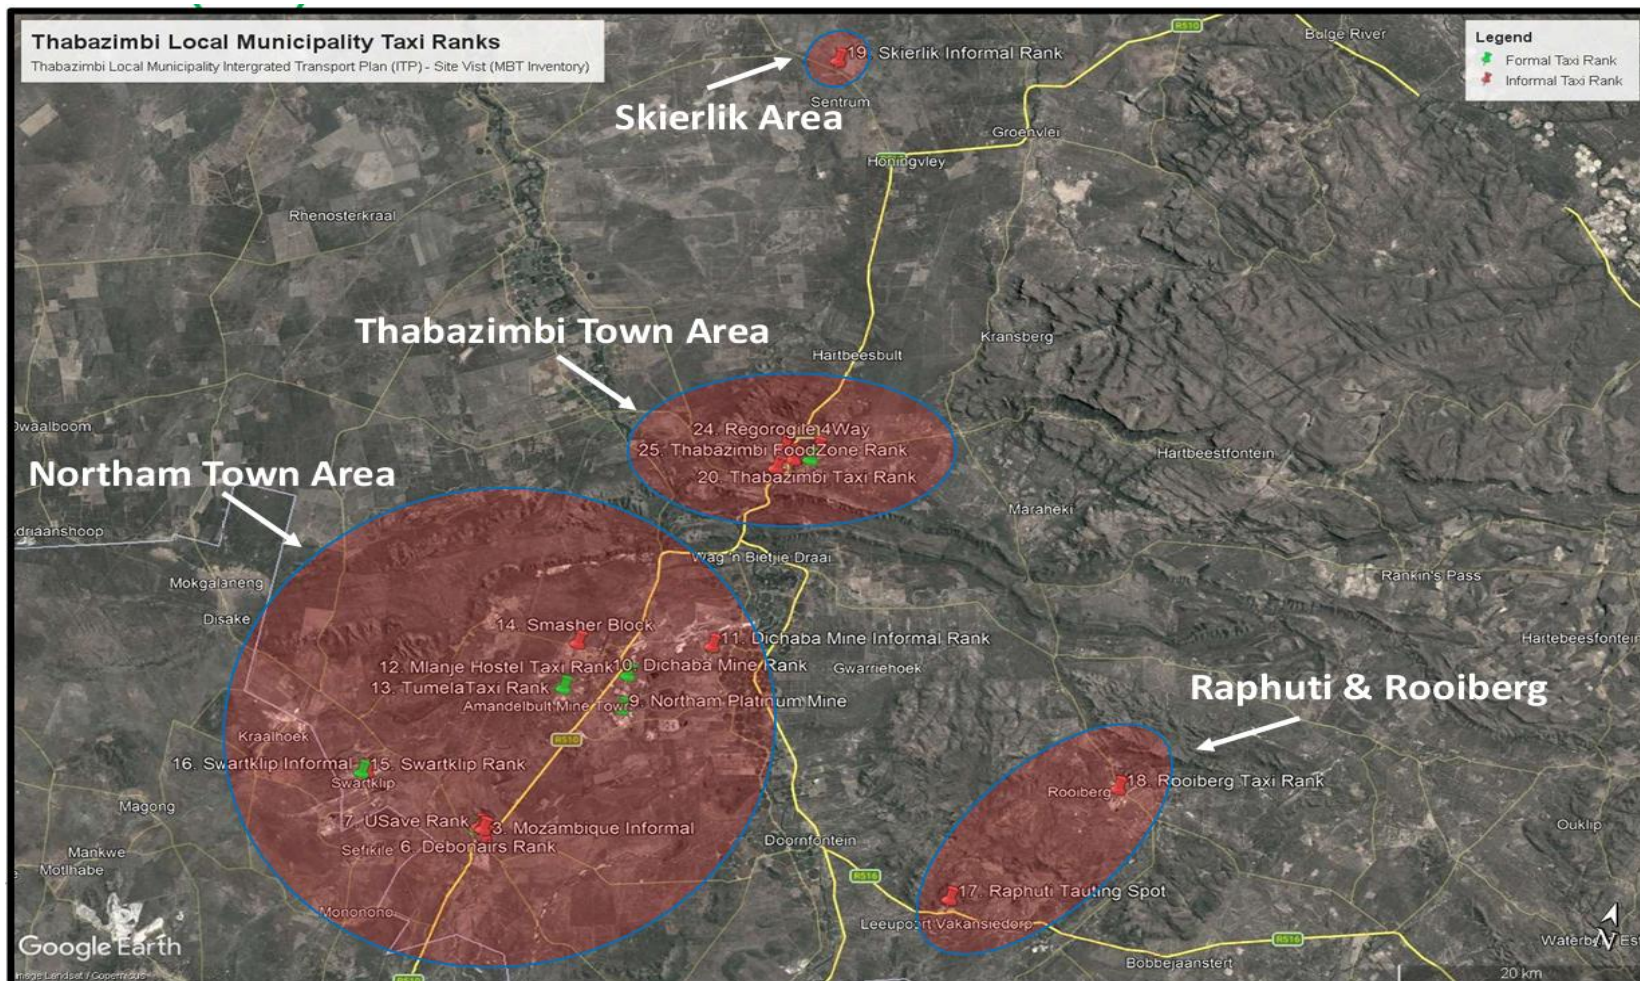 Thabazimbi Local Municipality Taxi Ranks
Thabazimbi Local Municipality Intergrated Transport Plan (ITP) - Site Vist (MBT Inventory)
Legend
Formal Taxi Rank
Informal Taxi Rank
R510
Bulge River
19. Skierlik Informal Rank
Sentrum
Skierlik Area
Groenvlei
Honingvley
Rhenosterkraal
Thabazimbi Town Area
Kransberg
Hartbeesbult
24. Regorogile 4Way
25. Thabazimbi FoodZone Rank
20. Thabazimbi Taxi Rank
Dwaalboom
Hartbeestfontein
Northam Town Area
Maraheki
Adriaanshoop
Wag 'n Bietjie Draai
Mokgalaneng
Rankin's Pass
Disake
14. Smasher Block
11. Dichaba Mine Informal Rank
Hartebeesfontein
12. Mlanje Hostel Taxi Rank
10. Dichaba Mine Rank
Gwarriehoek
13. TumelaTaxi Rank
Raphuti & Rooiberg
Amandelbult Mine Town
9. Northam Platinum Mine
Kraalhoek
R510
16. Swartklip Informal
15. Swartklip Rank
Swartklip
18. Rooiberg Taxi Rank
Rooiberg
Magong
7. USave Rank
3. Mozambique Informal
Ouklip
Sefikile
6. Debonairs Rank
Doornfontein
Mankwe
Motlhabe
R516
17. Raphuti Tauting Spot
Mononono
Leeupoort Vakansiedorp
R516
Google Earth
N
Bobbejaanstert
Image Landsat / Copernicus
R510
20 km